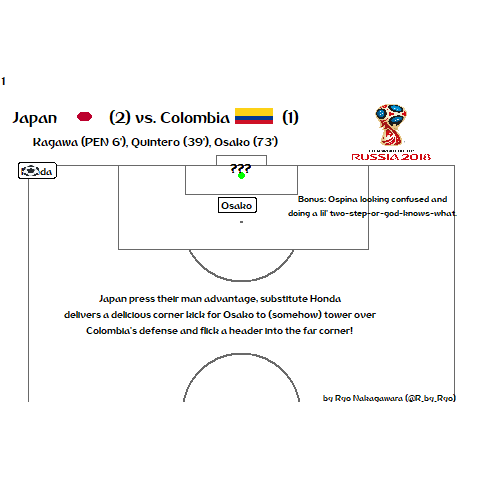 1
Japan (2) vs. Colombia (1)
Kagawa (PEN 6'), Quintero (39'), Osako (73')
RUSSIA 2018
???
da
Osako
Bonus: Ospina looking confused and
doing a lil' two-step-or-god-knows-what.
Japan press their man advantage, substitute Honda
delivers a delicious corner kick for Osako to (somehow) tower over
Colombia's defense and flick a header into the far corner!
by Ryo Nakagawara (@R_by_Ryo)